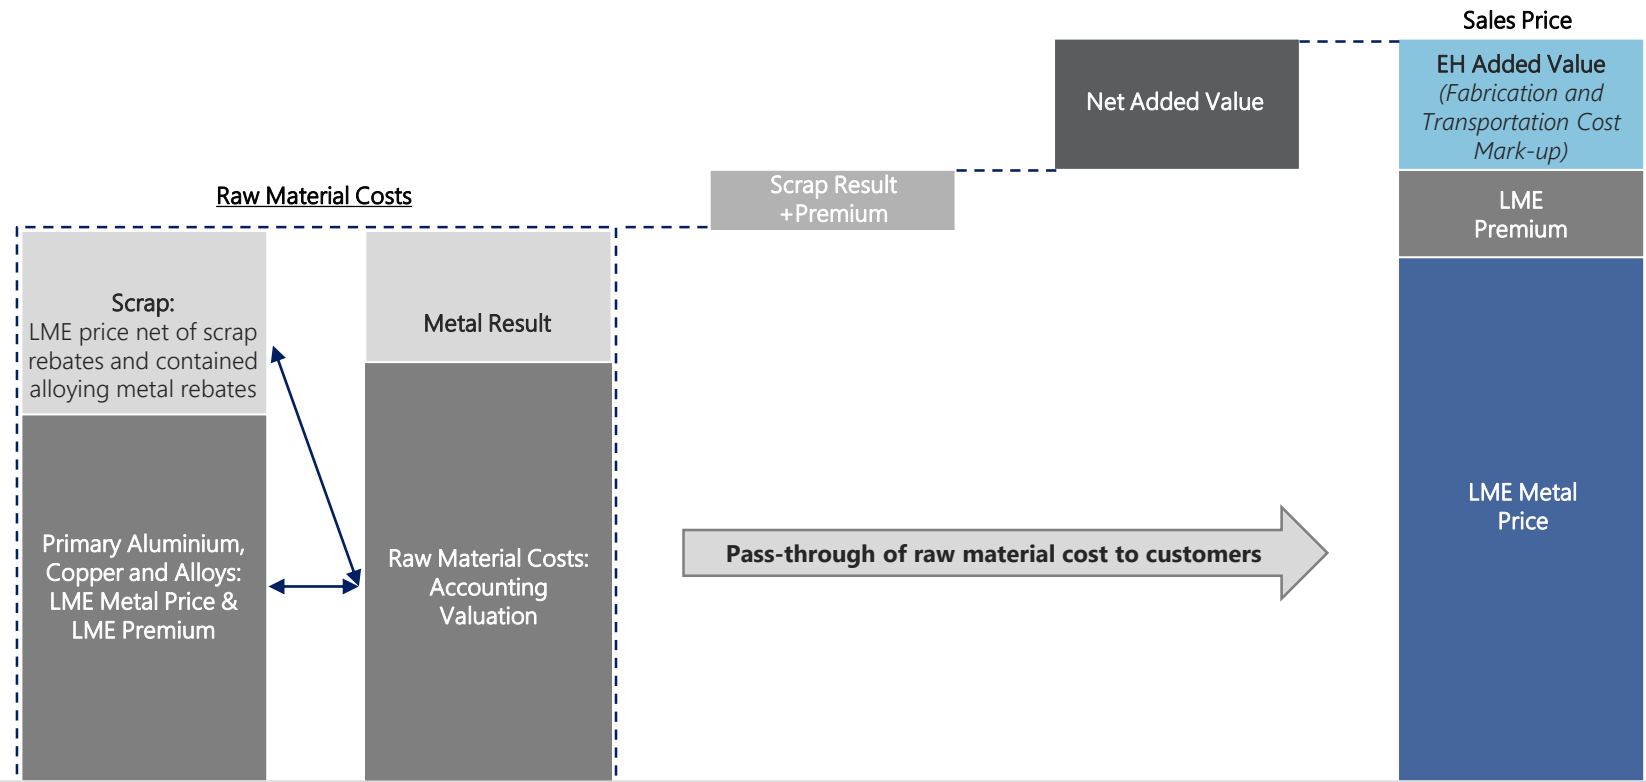 Sales Price
EH Added Value
(Fabrication and
Transportation Cost
Mark-up)
Net Added Value
Scrap Result
+Premium
LME
Premium
Raw Material Costs
Scrap:
LME price net of scrap
rebates and contained
alloying metal rebates
Metal Result
LME Metal
Price
Primary Aluminium,
Copper and Alloys:
LME Metal Price &
LME Premium
Raw Material Costs:
Accounting
Valuation
Pass-through of raw material cost to customers